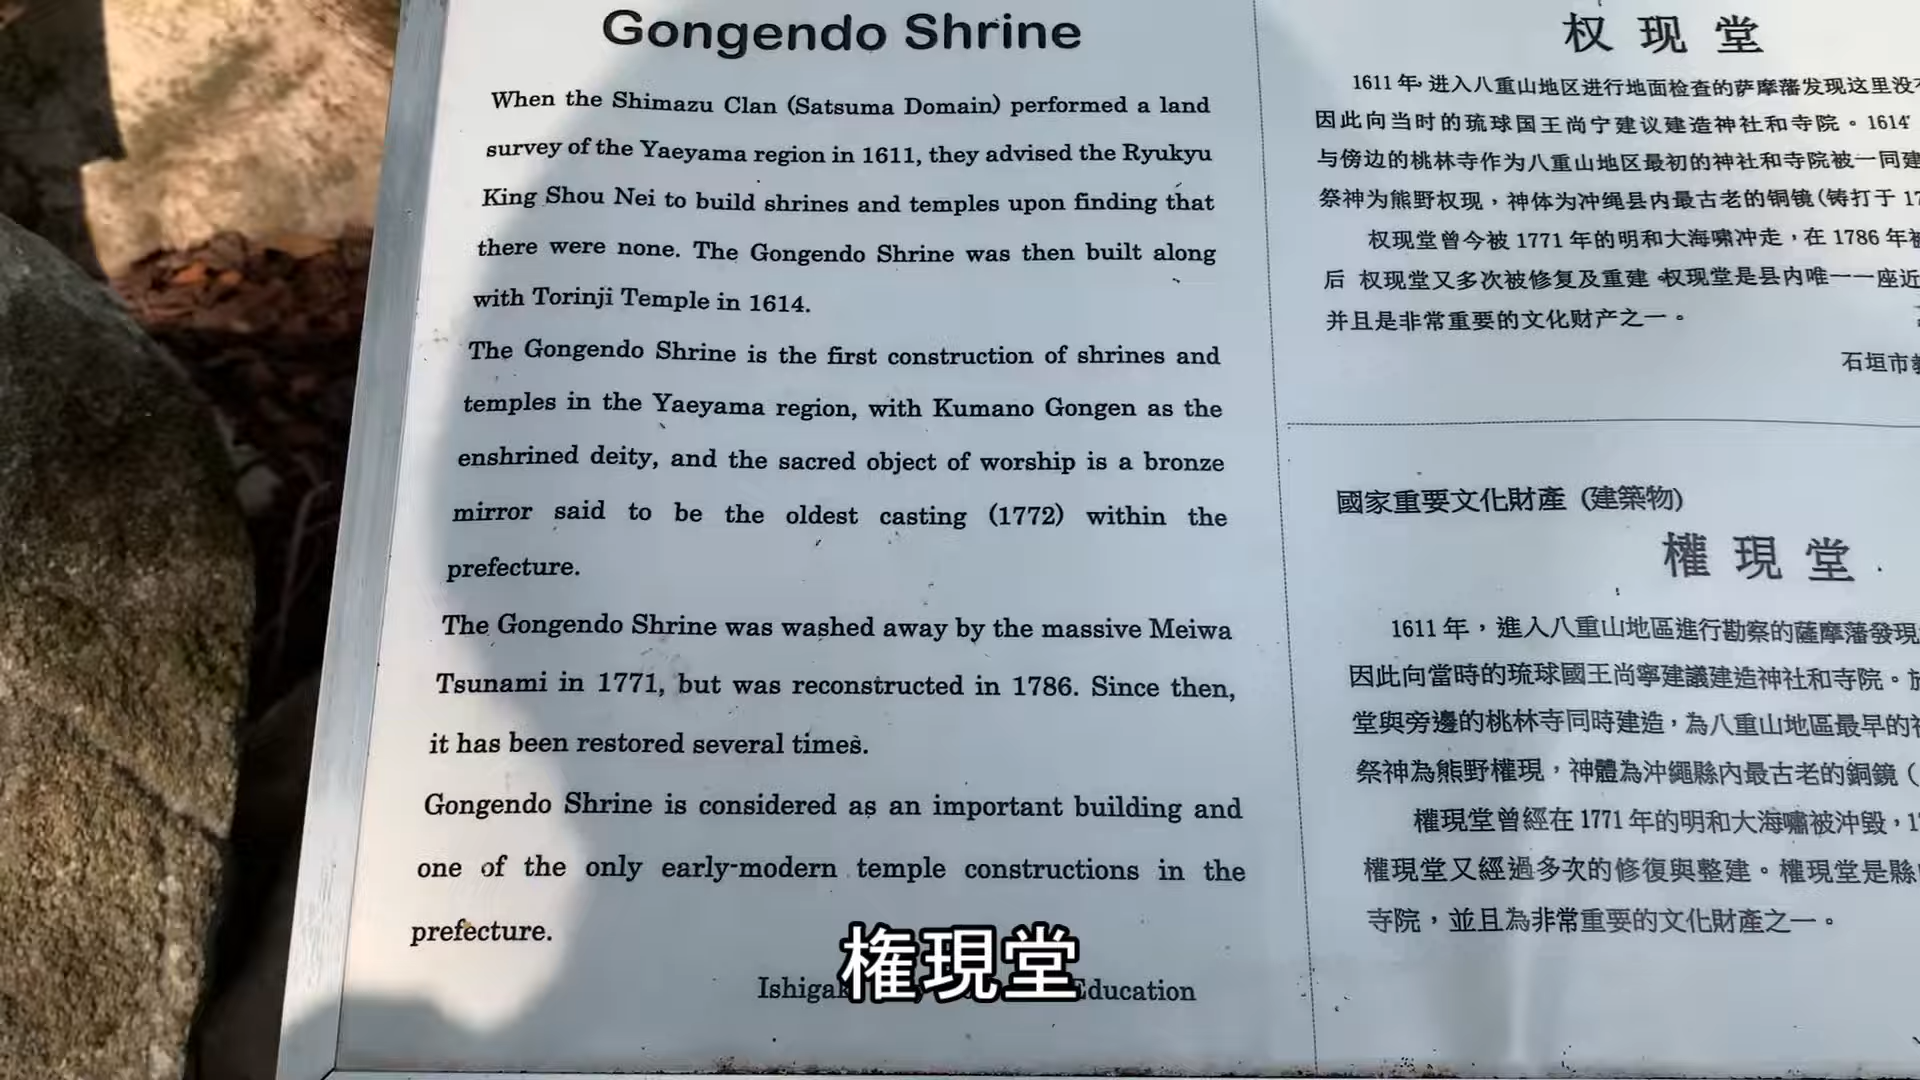 Gongendo Shrine
When the Shimazu Clan (Satsuma Domain) performed a land
survey of the Yaeyama region in 1611, they advised the Ryukyu
King Shou Nei to build shrines and temples upon finding that
there were none. The Gongendo Shrine was then built along
with Torinji Temple in 1614.
The Gongendo Shrine is the first construction of shrines and
temples in the Yaeyama region, with Kumano Gongen as the
enshrined deity, and the sacred object of worship is a bronze
mirror said to be the oldest casting (1772) within the
prefecture.
The Gongendo Shrine was washed away by the massive Meiwa
Tsunami in 1771, but was reconstructed in 1786. Since then,
it has been restored several times.
Gongendo Shrine is considered as an important building and
one of the only early-modern temple constructions in the
prefecture.
Education
权现堂
1611年，进入八重山地区进行地面检查的萨摩藩发现这里没
因此向当时的琉球国王尚宁建议建造神社和寺院。1614
与傍边的桃林寺作为八重山地区最初的神社和寺院被一同建
祭神为熊野权现，神体为冲绳县内最古老的铜镜(铸打于17
权现堂曾今被1771年的明和大海啸冲走，在1786年
后 权现堂又多次被修复及重建 权现堂是县内唯一一座近
并且是非常重要的文化财产之一。
石垣市
國家重要文化財產 (建築物)
權現堂
1611年，進入八重山地區進行勘察的薩摩藩發現
因此向當時的琉球國王尚寧建議建造神社和寺院。
堂與旁邊的桃林寺同時建造，為八重山地區最早的
祭神為熊野權現，神體為沖繩縣內最古老的銅鏡（
權現堂曾經在1771年的明和大海嘯被沖毀，1
權現堂又經過多次的修復與整建。權現堂是縣
寺院，並且為非常重要的文化財產之一。
権現堂